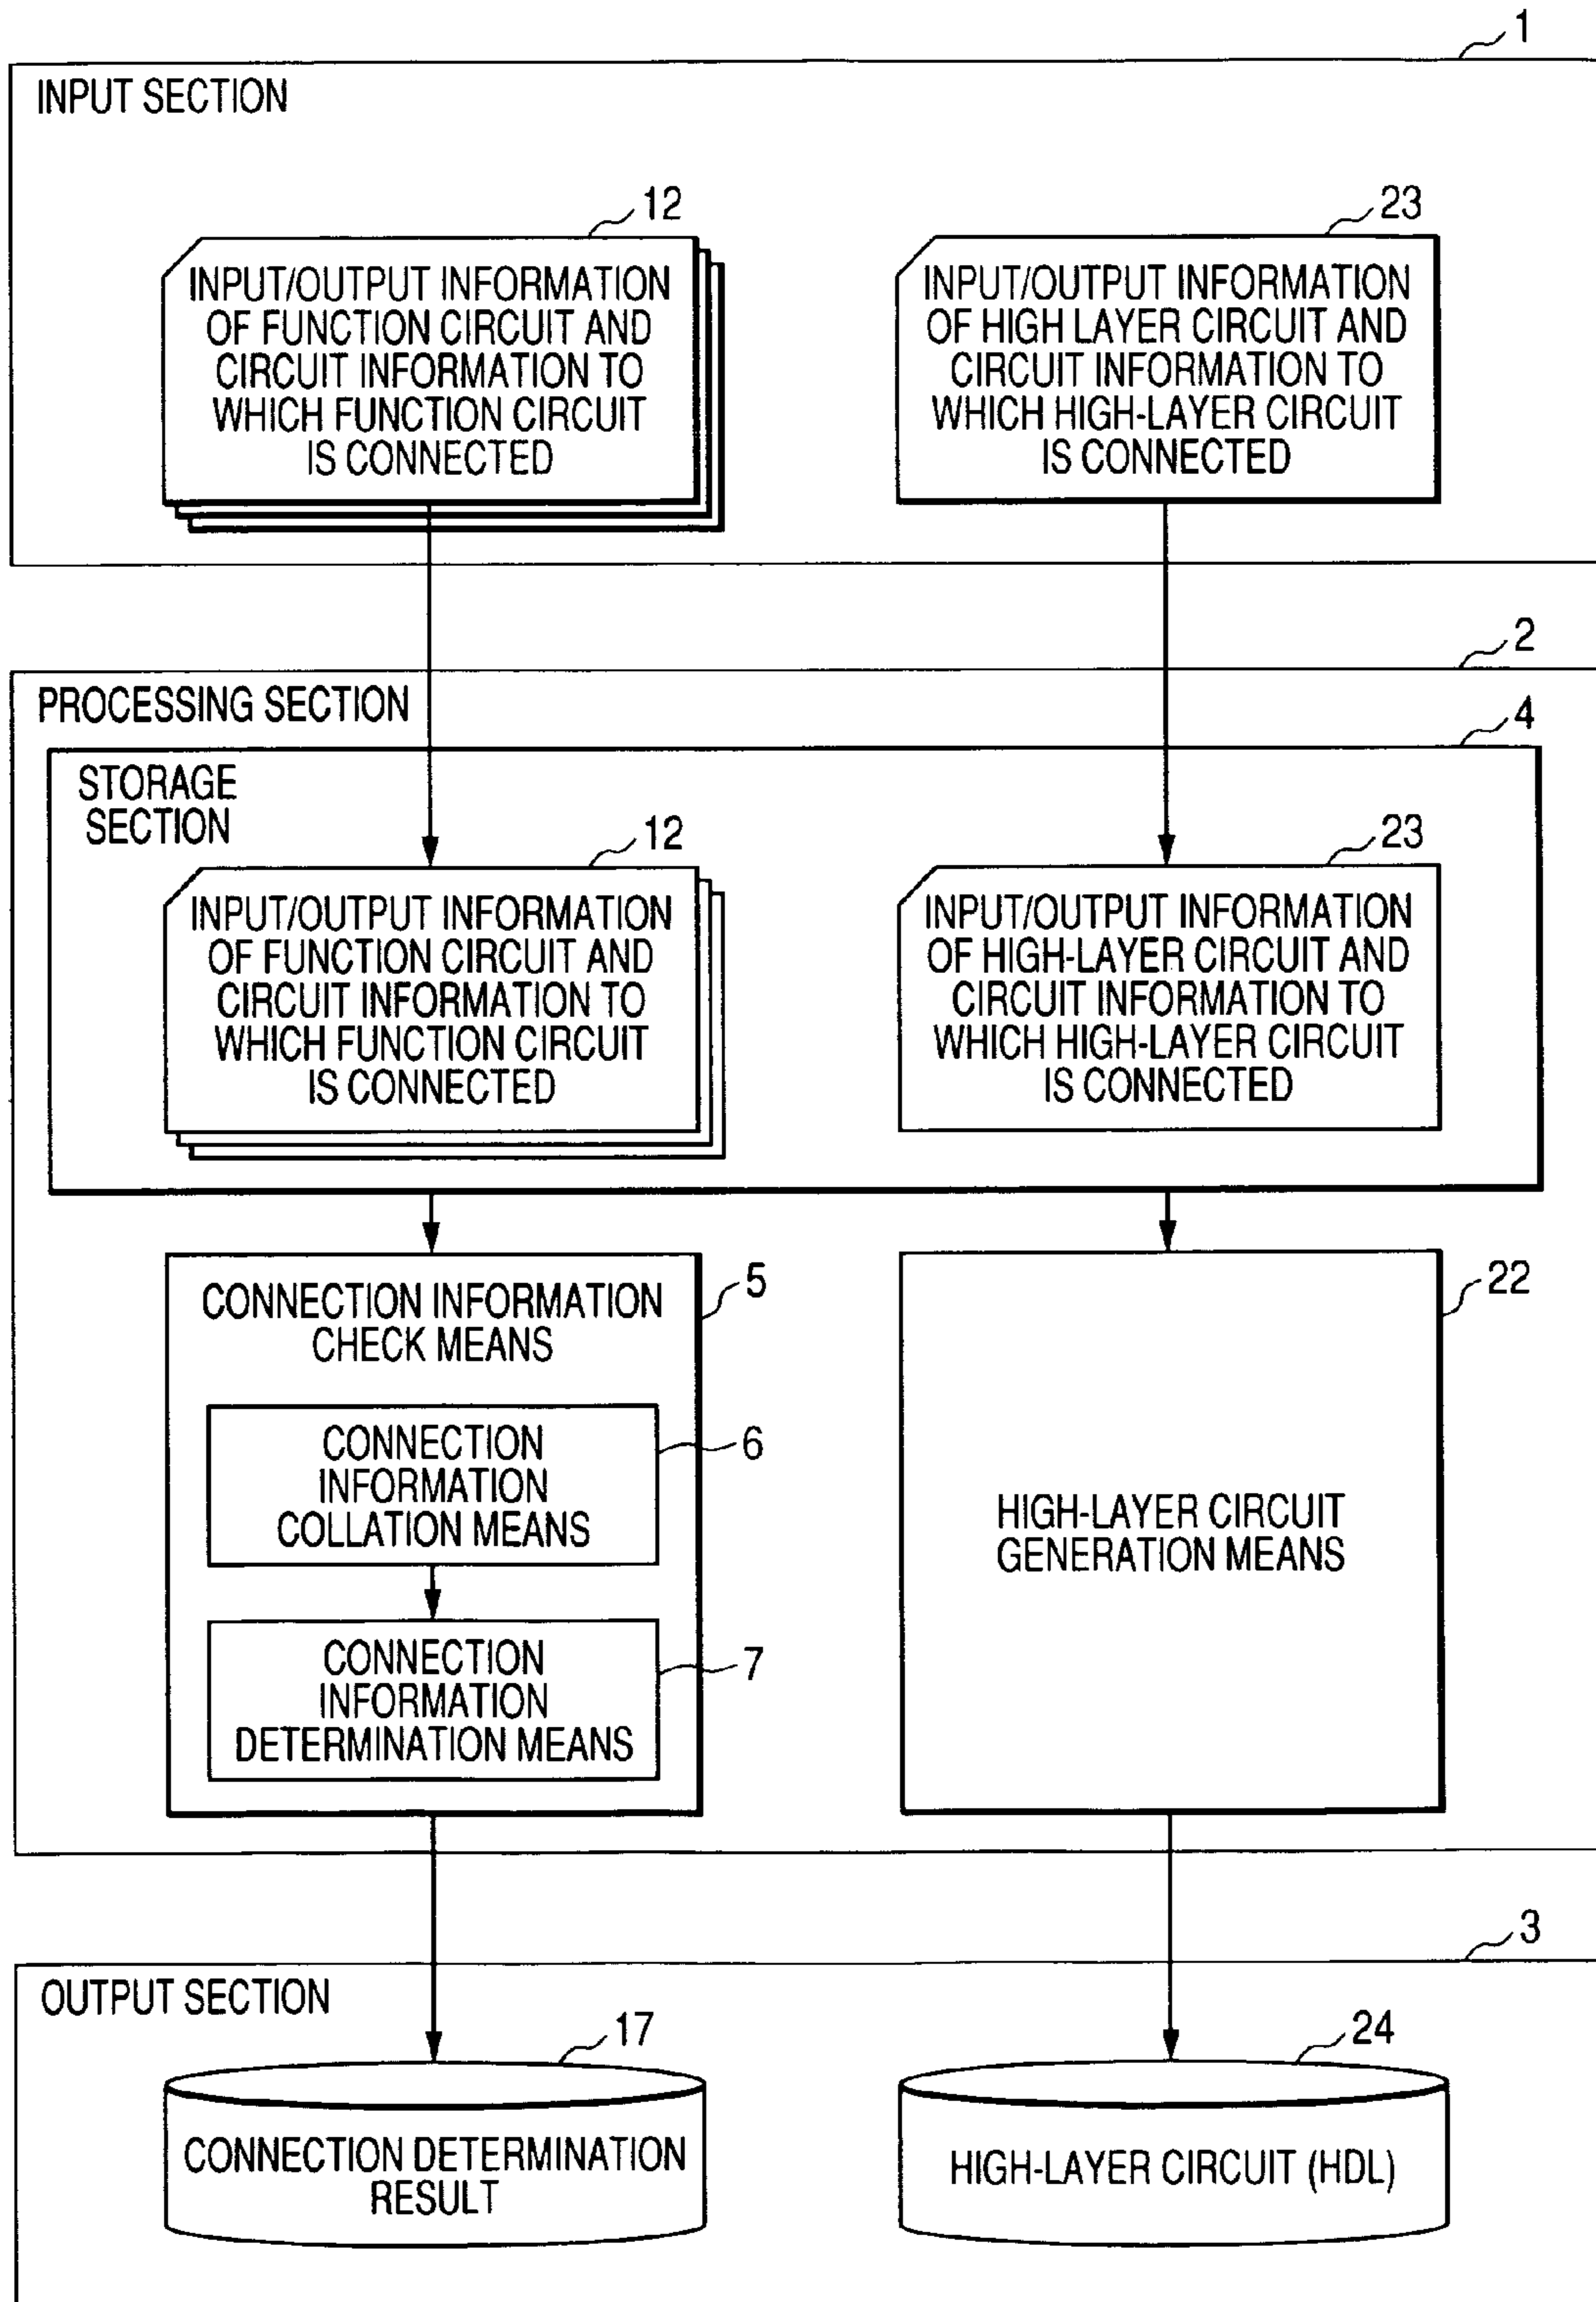 1
INPUT SECTION
12
INPUT/OUTPUT INFORMATION
OF FUNCTION CIRCUIT AND
CIRCUIT INFORMATION TO
WHICH FUNCTION CIRCUIT
IS CONNECTED
23
INPUT/OUTPUT INFORMATION
OF HIGH LAYER CIRCUIT AND
CIRCUIT INFORMATION TO
WHICH HIGH-LAYER CIRCUIT
IS CONNECTED
2
PROCESSING SECTION
4
STORAGE
SECTION
12
INPUT/OUTPUT INFORMATION
OF FUNCTION CIRCUIT AND
CIRCUIT INFORMATION TO
WHICH FUNCTION CIRCUIT
IS CONNECTED
23
INPUT/OUTPUT INFORMATION
OF HIGH-LAYER CIRCUIT AND
CIRCUIT INFORMATION TO
WHICH HIGH-LAYER CIRCUIT
IS CONNECTED
5
CONNECTION INFORMATION
CHECK MEANS
6
CONNECTION
INFORMATION
COLLATION MEANS
7
CONNECTION
INFORMATION
DETERMINATION MEANS
22
HIGH-LAYER CIRCUIT
GENERATION MEANS
3
OUTPUT SECTION
17
CONNECTION DETERMINATION
RESULT
24
HIGH-LAYER CIRCUIT (HDL)